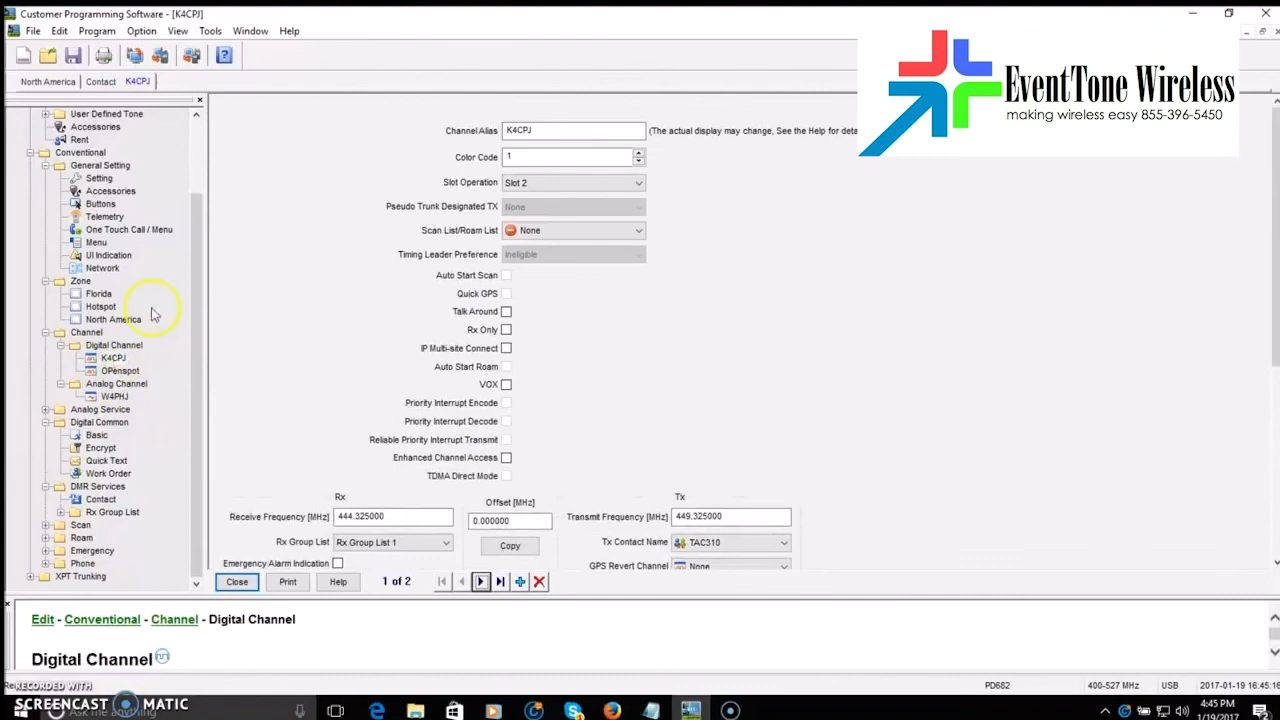 Customer Programming Software - [K4CPJ]
File Edit Program Option View Tools Window Help
EventTone Wireless
making wireless easy 855-396-5450
North America Contact K4CPJ
User Defined Tone
Accessories
Rent
Conventional
General Setting
Setting
Accessories
Buttons
Telemetry
One Touch Call / Menu
Menu
UI Indication
Network
Zone
Florida
Hotspot
North America
Channel
Digital Channel
K4CPJ
OPenspot
Analog Channel
W4PHJ
Analog Service
Digital Common
Basic
Encrypt
Quick Text
Work Order
DMR Services
Contact
Rx Group List
Scan
Roam
Emergency
Phone
XPT Trunking
Channel Alias K4CPJ (The actual display may change, See the Help for deta
Color Code 1
Slot Operation Slot 2
Pseudo Trunk Designated TX None
Scan List/Roam List None
Timing Leader Preference Ineligible
Auto Start Scan
Quick GPS
Talk Around
Rx Only
IP Multi-site Connect
Auto Start Roam
VOX
Priority Interrupt Encode
Priority Interrupt Decode
Reliable Priority Interrupt Transmit
Enhanced Channel Access
TDMA Direct Mode
Rx Offset [MHz] Tx
Receive Frequency [MHz] 444.325000 0.000000 Transmit Frequency [MHz] 449.325000
Rx Group List Rx Group List 1 Copy Tx Contact Name TAC310
Emergency Alarm Indication GPS Revert Channel None
Close Print Help 1 of 2
Edit - Conventional - Channel - Digital Channel
Digital Channel
RECORDED WITH
SCREENCAST MATIC
PD682 400-527 MHz USB 2017-01-19 16:45:16
4:45 PM
1/19/2017